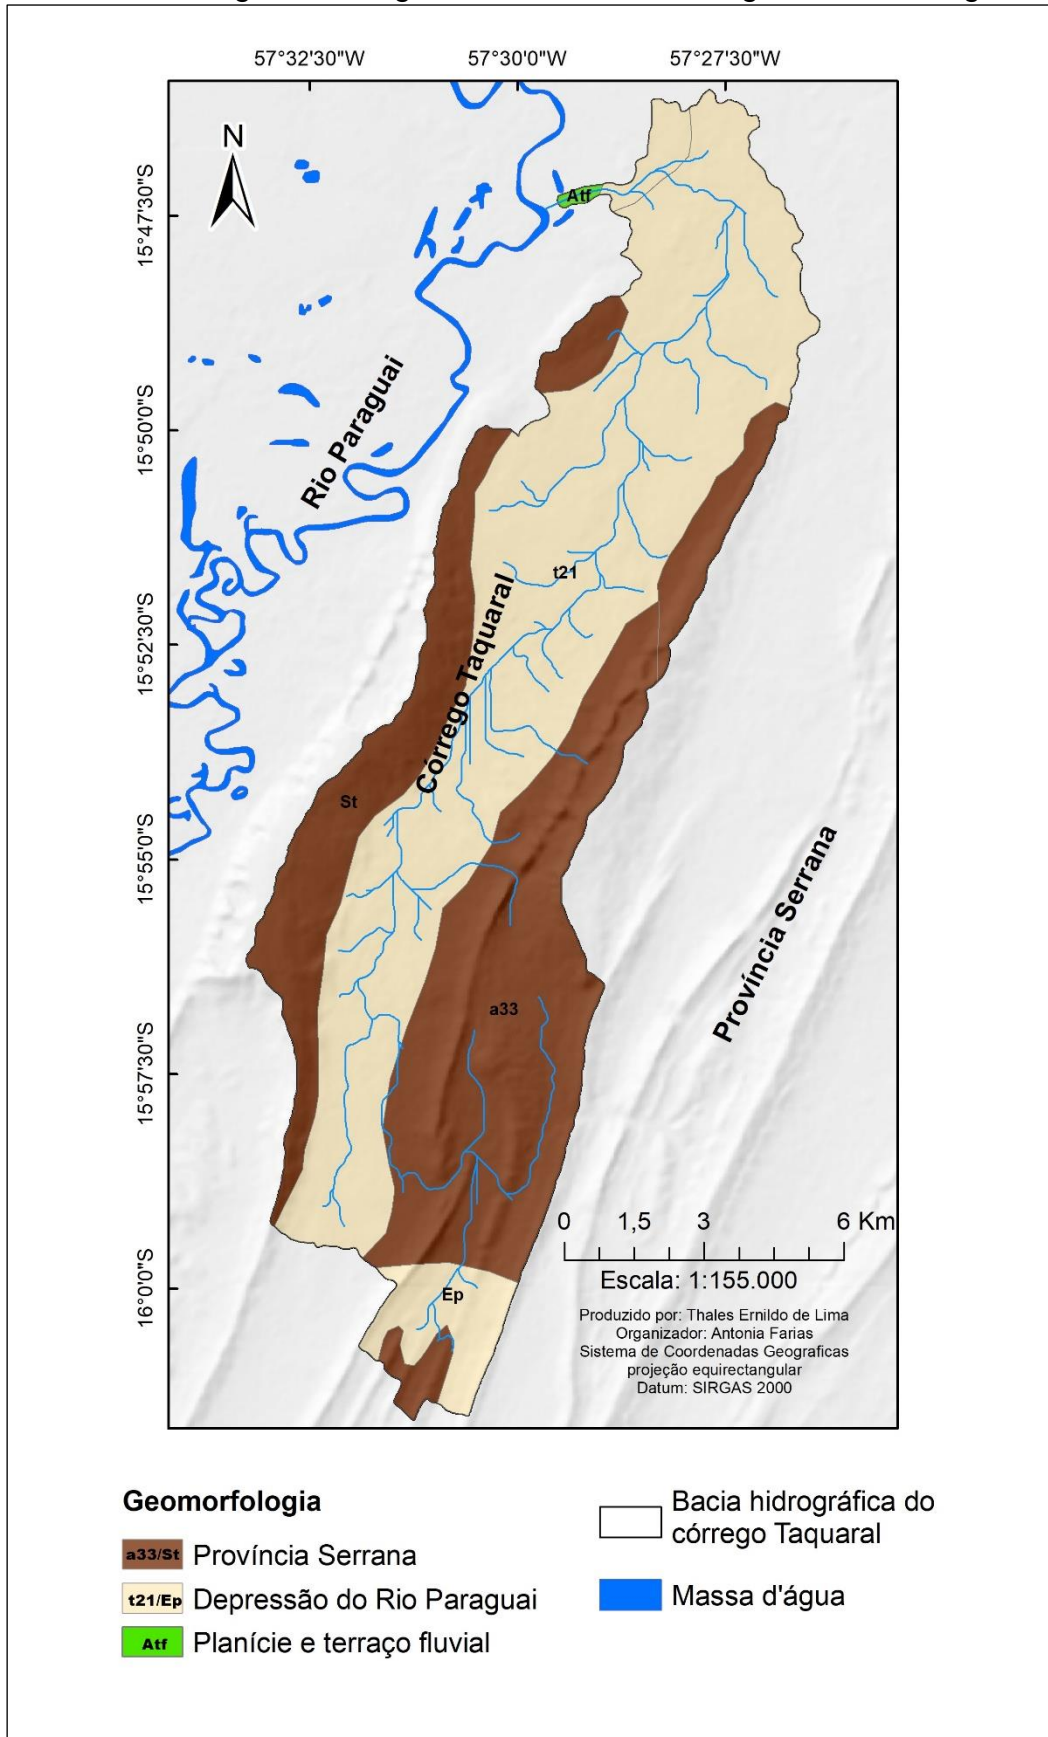 57°32'30"W 57°30'0"W 57°27'30"W
N
15°47'30"S
Atf
15°50'0"S
Rio Paraguai
t21
15°52'30"S
Córrego Taquaral
St
15°55'0"S
Província Serrana
a33
15°57'30"S
0 1,5 3 6 Km
Escala: 1:155.000
16°0'0"S
Ep
Produzido por: Thales Ernildo de Lima
Organizador: Antonia Farias
Sistema de Coordenadas Geograficas
projeção equirectangular
Datum: SIRGAS 2000
Geomorfologia
a33/St Província Serrana
t21/Ep Depressão do Rio Paraguai
Atf Planície e terraço fluvial
Bacia hidrográfica do
córrego Taquaral
Massa d'água